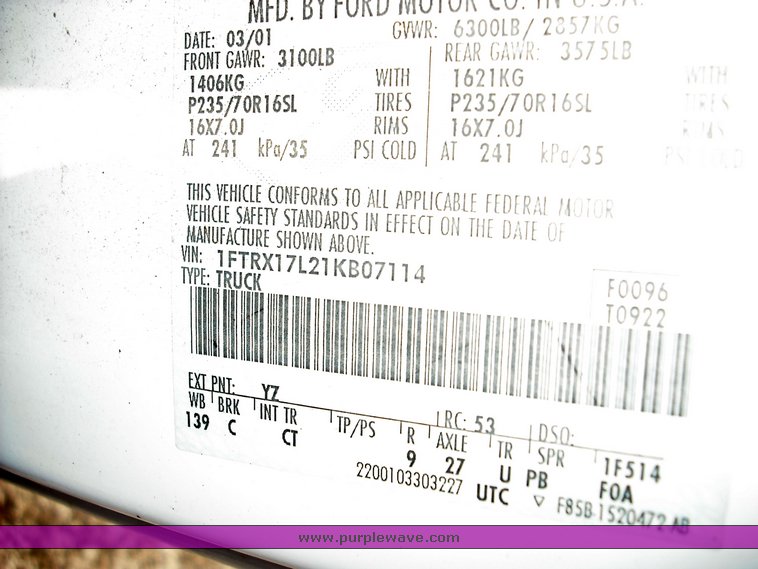 MFD. BY FORD MOTOR CO. IN U.S.A.
DATE: 03/01 GVWR: 6300LB/ 2857KG
FRONT GAWR: 3100LB REAR GAWR: 3575LB
1406KG WITH 1621KG WITH
P235/70R16SL TIRES P235/70R16SL TIRES
16X7.0J RIMS 16X7.0J RIMS
AT 241 kPa/35 PSI COLD AT 241 kPa/35 PSI COLD
THIS VEHICLE CONFORMS TO ALL APPLICABLE FEDERAL MOTOR
VEHICLE SAFETY STANDARDS IN EFFECT ON THE DATE OF
MANUFACTURE SHOWN ABOVE.
VIN: 1FTRX17L21KB07114
TYPE: TRUCK
F0096
T0922
EXT PNT: YZ RC: 53 DSO:
WB BRK INT TR TP/PS R AXLE TR SPR 1F514
139 C CT 9 27 U PB F0A
2200103303227 UTC ▽ F85B-1520472-AB
www.purplewave.com